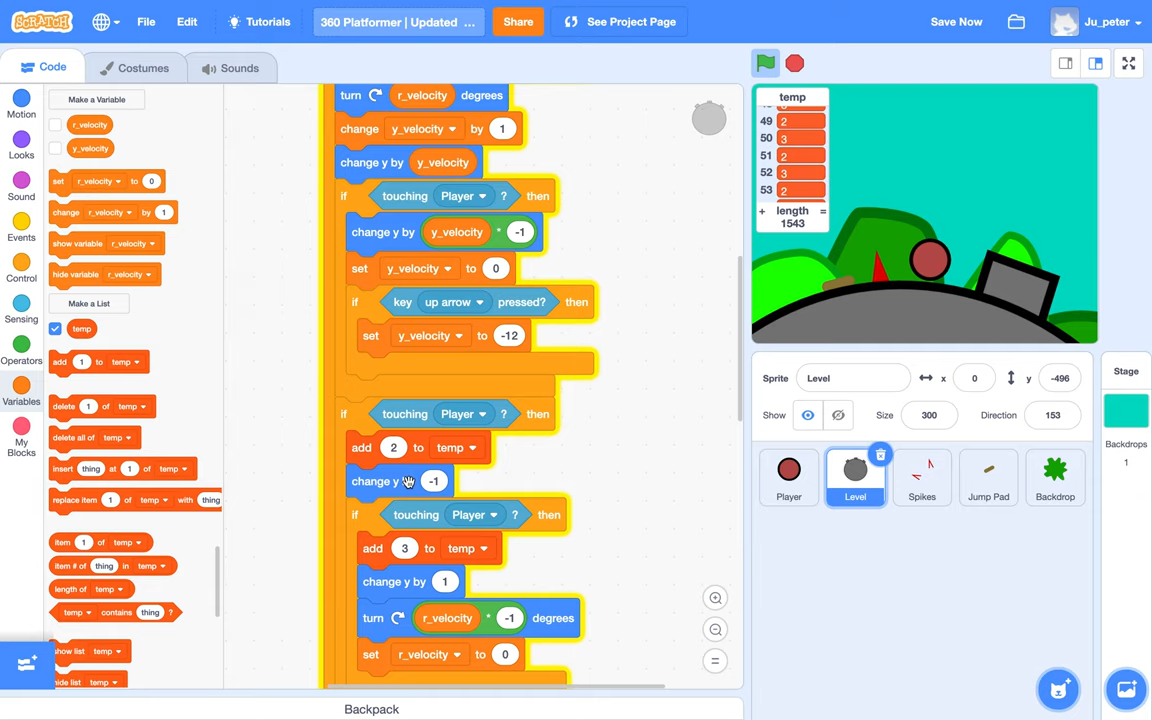 SCRATCH File Edit Tutorials 360 Platformer | Updated ... Share See Project Page Save Now Ju_peter
Code Costumes Sounds
Motion
Looks
Sound
Events
Control
Sensing
Operators
Variables
My Blocks
Make a Variable
r_velocity
y_velocity
set r_velocity to 0
change r_velocity by 1
show variable r_velocity
hide variable r_velocity
Make a List
temp
add 1 to temp
delete 1 of temp
delete all of temp
insert thing at 1 of temp
replace item 1 of temp with thing
item 1 of temp
item # of thing in temp
length of temp
temp contains thing ?
show list temp
hide list temp
turn r_velocity degrees
change y_velocity by 1
change y by y_velocity
if touching Player ? then
change y by y_velocity * -1
set y_velocity to 0
if key up arrow pressed? then
set y_velocity to -12
if touching Player ? then
add 2 to temp
change y -1
if touching Player ? then
add 3 to temp
change y by 1
turn r_velocity * -1 degrees
set r_velocity to 0
temp
49 2
50 3
51 2
52 3
53 2
+ length =
1543
Sprite Level x 0 y -496
Show Size 300 Direction 153
Player
Level
Spikes
Jump Pad
Backdrop
Stage
Backdrops
1
Backpack